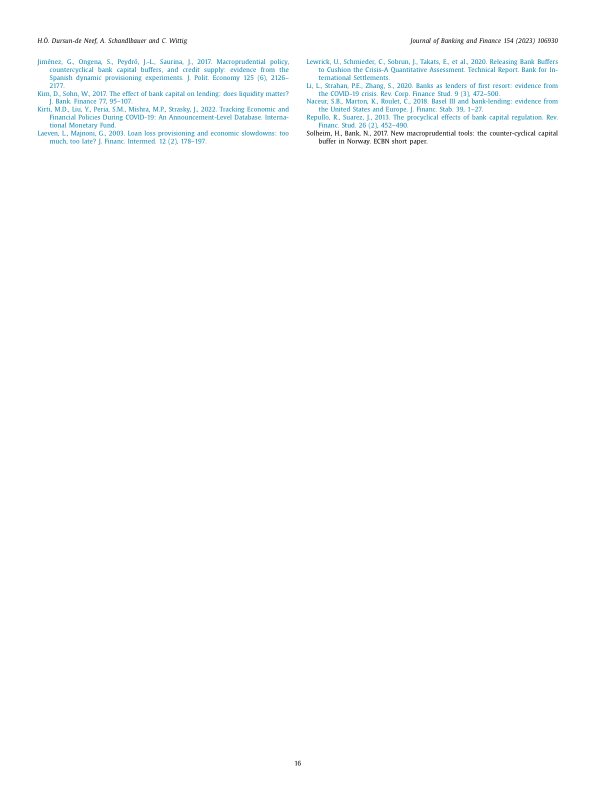 H.Ö. Dursun-de Neef, A. Schandlbauer and C. Wittig
Journal of Banking and Finance 154 (2023) 106930
Jiménez, G., Ongena, S., Peydró, J.-L., Saurina, J., 2017. Macroprudential policy,
countercyclical bank capital buffers, and credit supply: evidence from the
Spanish dynamic provisioning experiments. J. Polit. Economy 125 (6), 2126–
2177.
Kim, D., Sohn, W., 2017. The effect of bank capital on lending: does liquidity matter?
J. Bank. Finance 77, 95–107.
Kirti, M.D., Liu, Y., Peria, S.M., Mishra, M.P., Strasky, J., 2022. Tracking Economic and
Financial Policies During COVID-19: An Announcement-Level Database. Interna-
tional Monetary Fund.
Laeven, L., Majnoni, G., 2003. Loan loss provisioning and economic slowdowns: too
much, too late? J. Financ. Intermed. 12 (2), 178–197.
Lewrick, U., Schmieder, C., Sobrun, J., Takats, E., et al., 2020. Releasing Bank Buffers
to Cushion the Crisis-A Quantitative Assessment. Technical Report. Bank for In-
ternational Settlements.
Li, L., Strahan, P.E., Zhang, S., 2020. Banks as lenders of first resort: evidence from
the COVID-19 crisis. Rev. Corp. Finance Stud. 9 (3), 472–500.
Naceur, S.B., Marton, K., Roulet, C., 2018. Basel III and bank-lending: evidence from
the United States and Europe. J. Financ. Stab. 39, 1–27.
Repullo, R., Suarez, J., 2013. The procyclical effects of bank capital regulation. Rev.
Financ. Stud. 26 (2), 452–490.
Solheim, H., Bank, N., 2017. New macroprudential tools: the counter-cyclical capital
buffer in Norway. ECBN short paper.
16